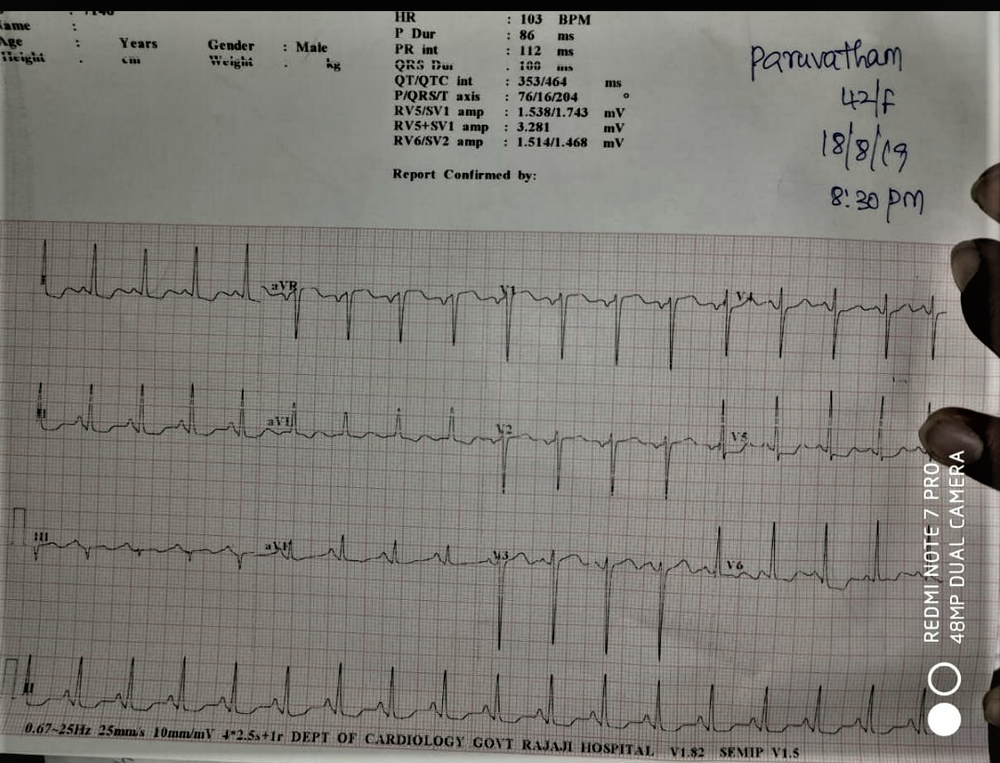 : 7140
Name :
Age : Years Gender : Male
Height . cm Weight . kg
HR : 103 BPM
P Dur : 86 ms
PR int : 112 ms
QRS Dur . 100 ms
QT/QTC int : 353/464 ms
P/QRS/T axis : 76/16/204 °
RV5/SV1 amp : 1.538/1.743 mV
RV5+SV1 amp : 3.281 mV
RV6/SV2 amp : 1.514/1.468 mV
Report Confirmed by:
Paruvatham
42/f
18/8/19
8:30 PM
aVR V1 V4
II aVL V2 V5
III aVF V3 V6
II
0.67~25Hz 25mm/s 10mm/mV 4*2.5s+1r DEPT OF CARDIOLOGY GOVT RAJAJI HOSPITAL V1.82 SEMIP V1.5
REDMI NOTE 7 PRO
48MP DUAL CAMERA